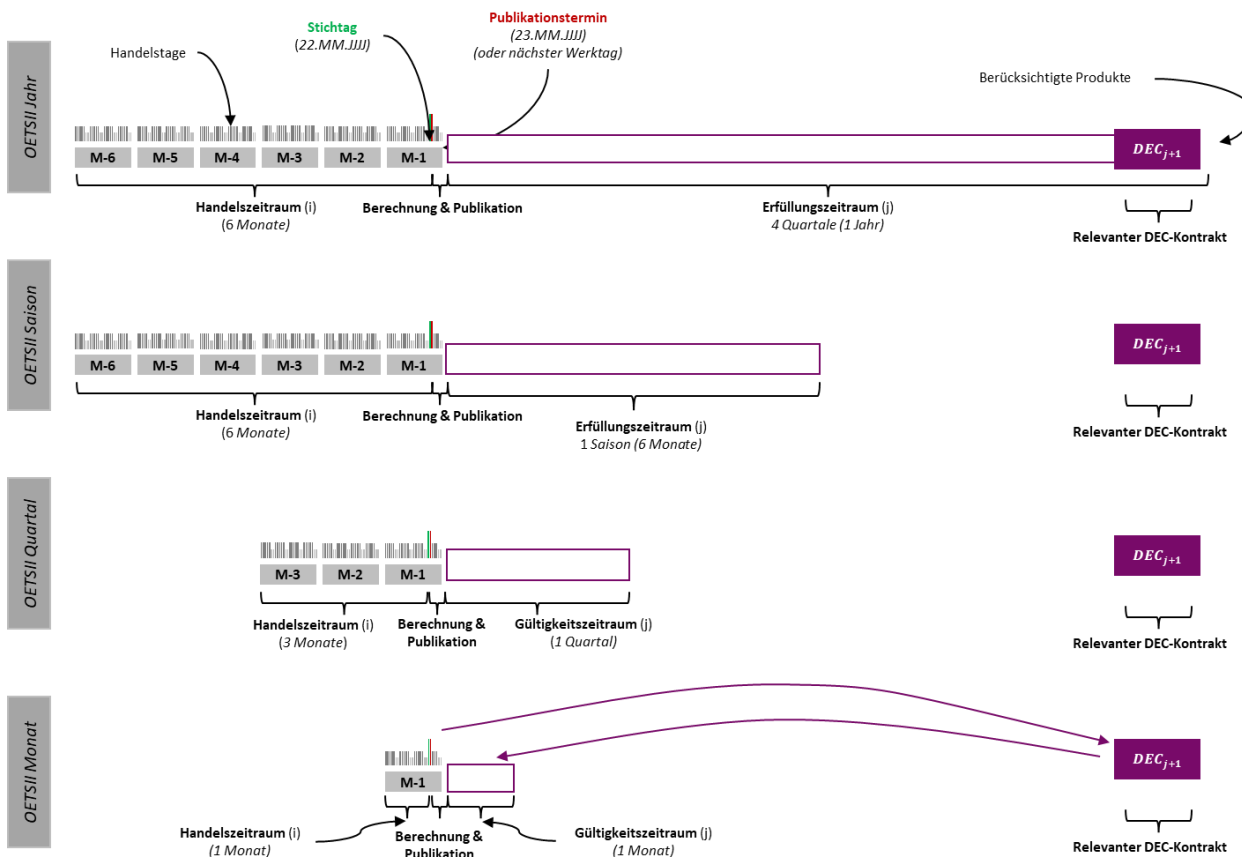 OETSII Jahr
Handelstage
Stichtag
(22.MM.JJJJ)
Publikationstermin
(23.MM.JJJJ)
(oder nächster Werktag)
Berücksichtigte Produkte
M-6 M-5 M-4 M-3 M-2 M-1
DEC j+1
Handelszeitraum (i)
(6 Monate)
Berechnung & Publikation
Erfüllungszeitraum (j)
4 Quartale (1 Jahr)
Relevanter DEC-Kontrakt
OETSII Saison
M-6 M-5 M-4 M-3 M-2 M-1
DEC j+1
Handelszeitraum (i)
(6 Monate)
Berechnung & Publikation
Erfüllungszeitraum (j)
1 Saison (6 Monate)
Relevanter DEC-Kontrakt
OETSII Quartal
M-3 M-2 M-1
DEC j+1
Handelszeitraum (i)
(3 Monate)
Berechnung &
Publikation
Gültigkeitszeitraum (j)
(1 Quartal)
Relevanter DEC-Kontrakt
OETSII Monat
M-1
DEC j+1
Handelszeitraum (i)
(1 Monat)
Berechnung &
Publikation
Gültigkeitszeitraum (j)
(1 Monat)
Relevanter DEC-Kontrakt